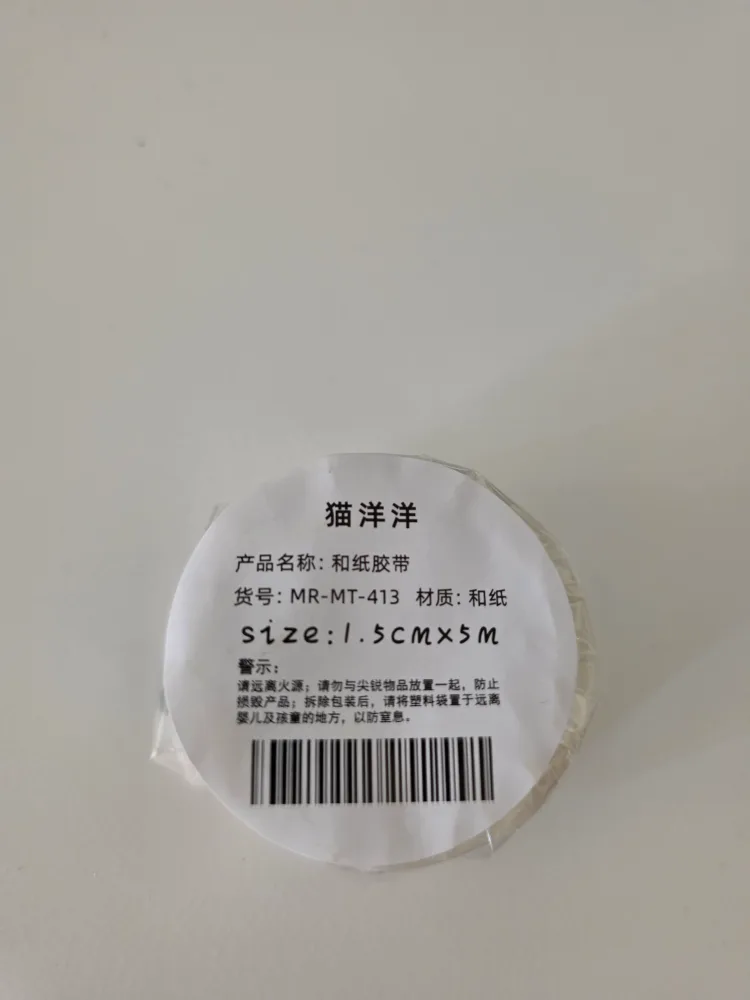 猫洋洋
产品名称：和纸胶带
货号：MR-MT-413 材质：和纸
size:1.5CMX5M
警示：
请远离火源；请勿与尖锐物品放置一起，防止
损毁产品；拆除包装后，请将塑料袋置于远离
婴儿及孩童的地方，以防窒息。